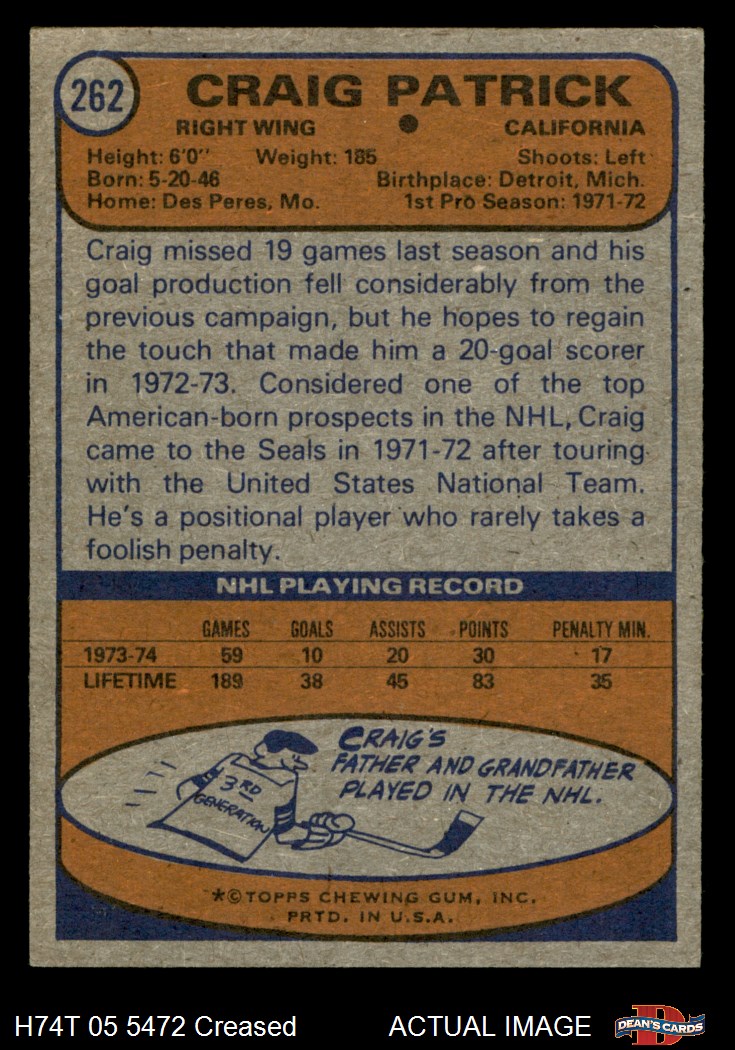 262
CRAIG PATRICK
RIGHT WING ● CALIFORNIA
Height: 6'0" Weight: 185 Shoots: Left
Born: 5-20-46 Birthplace: Detroit, Mich.
Home: Des Peres, Mo. 1st Pro Season: 1971-72
Craig missed 19 games last season and his
goal production fell considerably from the
previous campaign, but he hopes to regain
the touch that made him a 20-goal scorer
in 1972-73. Considered one of the top
American-born prospects in the NHL, Craig
came to the Seals in 1971-72 after touring
with the United States National Team.
He's a positional player who rarely takes a
foolish penalty.
NHL PLAYING RECORD
GAMES GOALS ASSISTS POINTS PENALTY MIN.
1973-74 59 10 20 30 17
LIFETIME 189 38 45 83 35
CRAIG'S
FATHER AND GRANDFATHER
PLAYED IN THE NHL.
3RD
GENERATION
*©TOPPS CHEWING GUM, INC.
PRTD. IN U.S.A.
H74T 05 5472 Creased ACTUAL IMAGE
D
DEAN'S CARDS